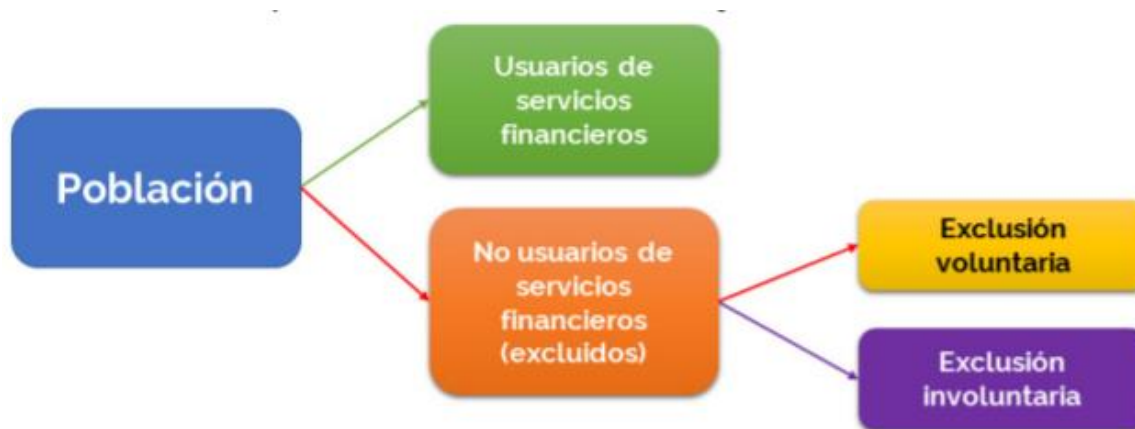 Población
Usuarios de
servicios
financieros
No usuarios de
servicios
financieros
(excluidos)
Exclusión
voluntaria
Exclusión
involuntaria